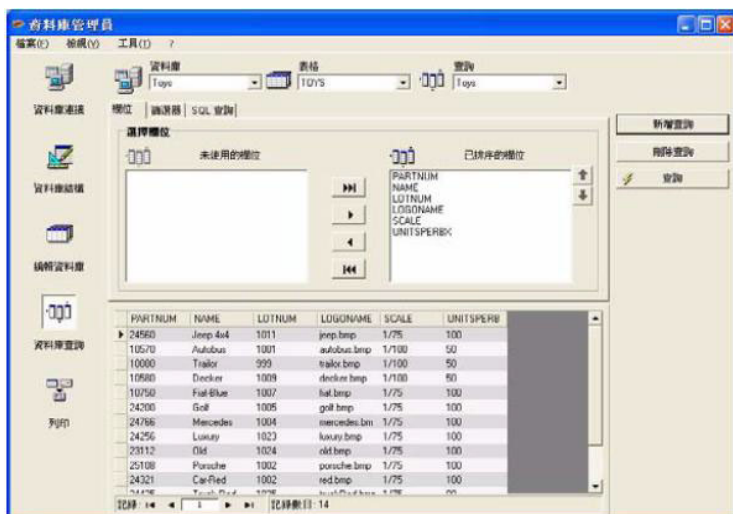 資料庫管理員
檔案(F) 檢視(V) 工具(T) ?
資料庫 表格 查詢
Toys TOYS Toys
資料庫連接
資料庫結構
編輯資料庫
資料庫查詢
列印
欄位 篩選器 SQL 查詢
選擇欄位
未使用的欄位 已排序的欄位
PARTNUM
NAME
LOTNUM
LOGONAME
SCALE
UNITSPERBX
新增查詢
刪除查詢
查詢
PARTNUM NAME LOTNUM LOGONAME SCALE UNITSPERB
24560 Jeep 4x4 1011 jeep.bmp 1/75 100
10570 Autobus 1001 autobus.bmp 1/100 50
10000 Trailor 999 trailor.bmp 1/100 50
10580 Decker 1009 decker.bmp 1/100 50
10750 Fiat-Blue 1007 fiat.bmp 1/75 100
24200 Golf 1005 golf.bmp 1/75 100
24766 Mercedes 1004 mercedes.bm 1/75 100
24256 Luxury 1023 luxury.bmp 1/75 100
23112 Old 1024 old.bmp 1/75 100
25108 Porsche 1002 porsche.bmp 1/75 100
24321 Car-Red 1002 red.bmp 1/75 100
記錄: 1 記錄數目: 14